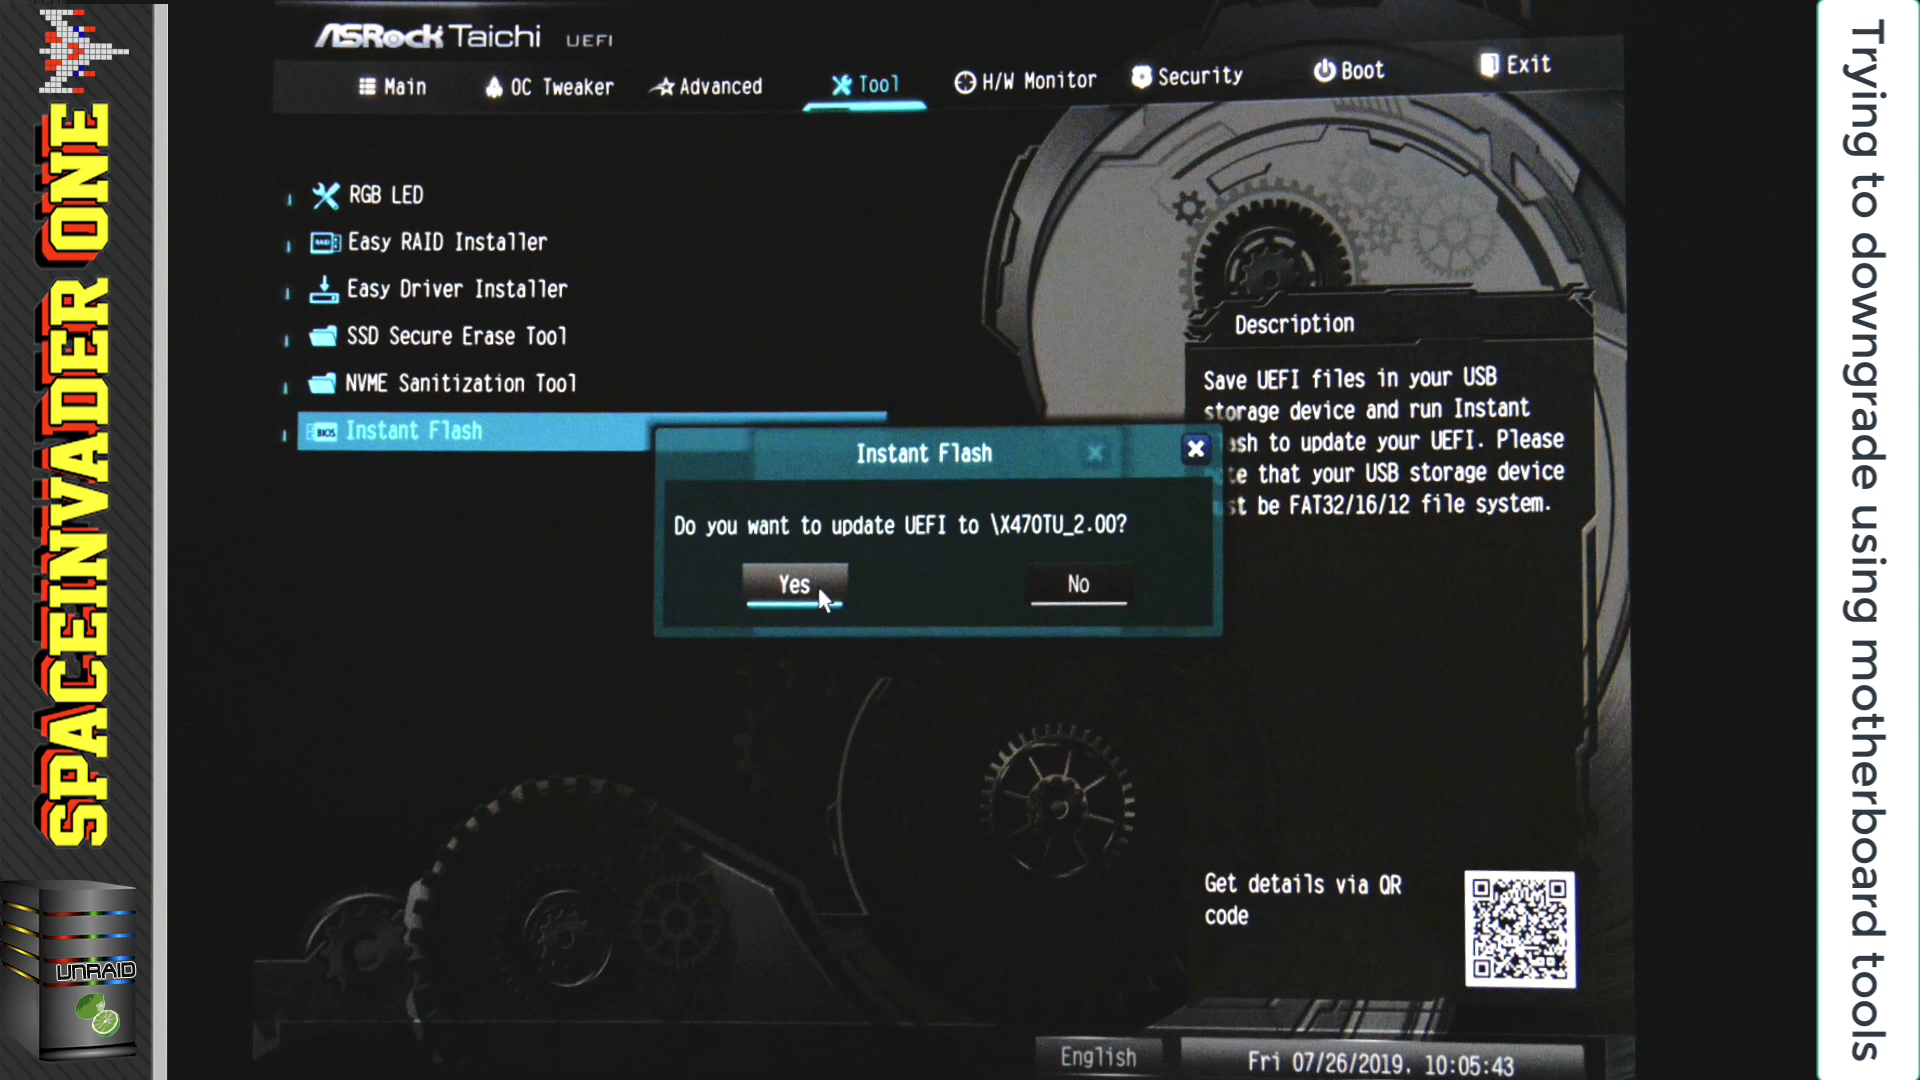 SPACEINVADER ONE
UNRAID
ASRock Taichi UEFI
Main
OC Tweaker
Advanced
Tool
H/W Monitor
Security
Boot
Exit
RGB LED
Easy RAID Installer
Easy Driver Installer
SSD Secure Erase Tool
NVME Sanitization Tool
BIOS Instant Flash
Instant Flash
Do you want to update UEFI to \X470TU_2.00?
Yes
No
Description
Save UEFI files in your USB
storage device and run Instant
ash to update your UEFI. Please
te that your USB storage device
st be FAT32/16/12 file system.
Get details via QR
code
English
Fri 07/26/2019, 10:05:43
Trying to downgrade using motherboard tools